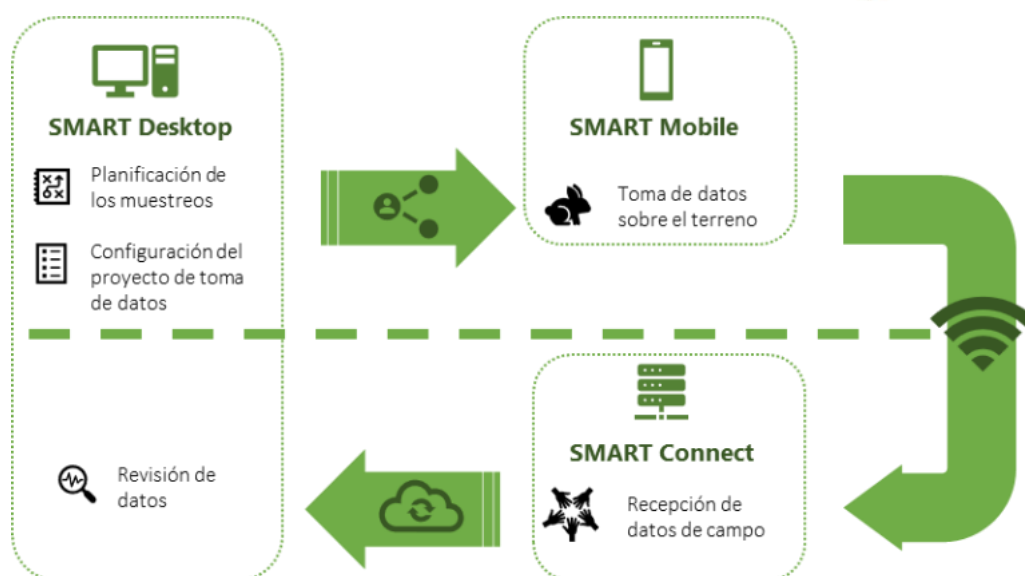 SMART Desktop
Planificación de
los muestreos
Configuración del
proyecto de toma
de datos
SMART Mobile
Toma de datos
sobre el terreno
SMART Connect
Recepción de
datos de campo
Revisión de
datos